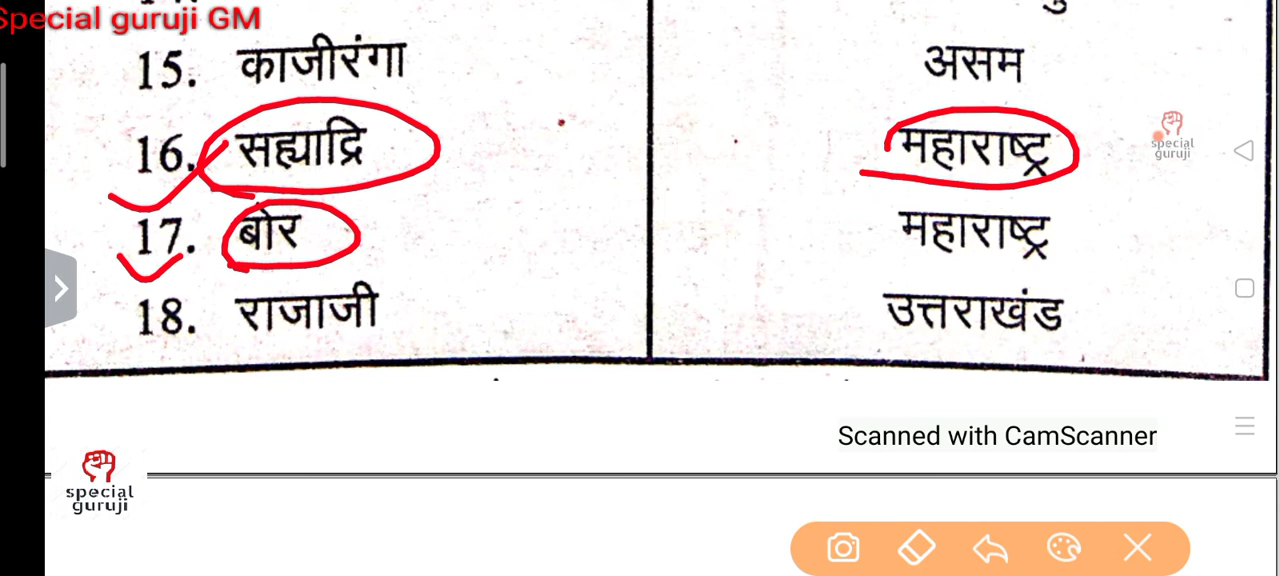 Special guruji GM
15. काजीरंगा असम
16. सह्याद्रि महाराष्ट्र
special
guruji
17. बोर महाराष्ट्र
18. राजाजी उत्तराखंड
Scanned with CamScanner
special
guruji